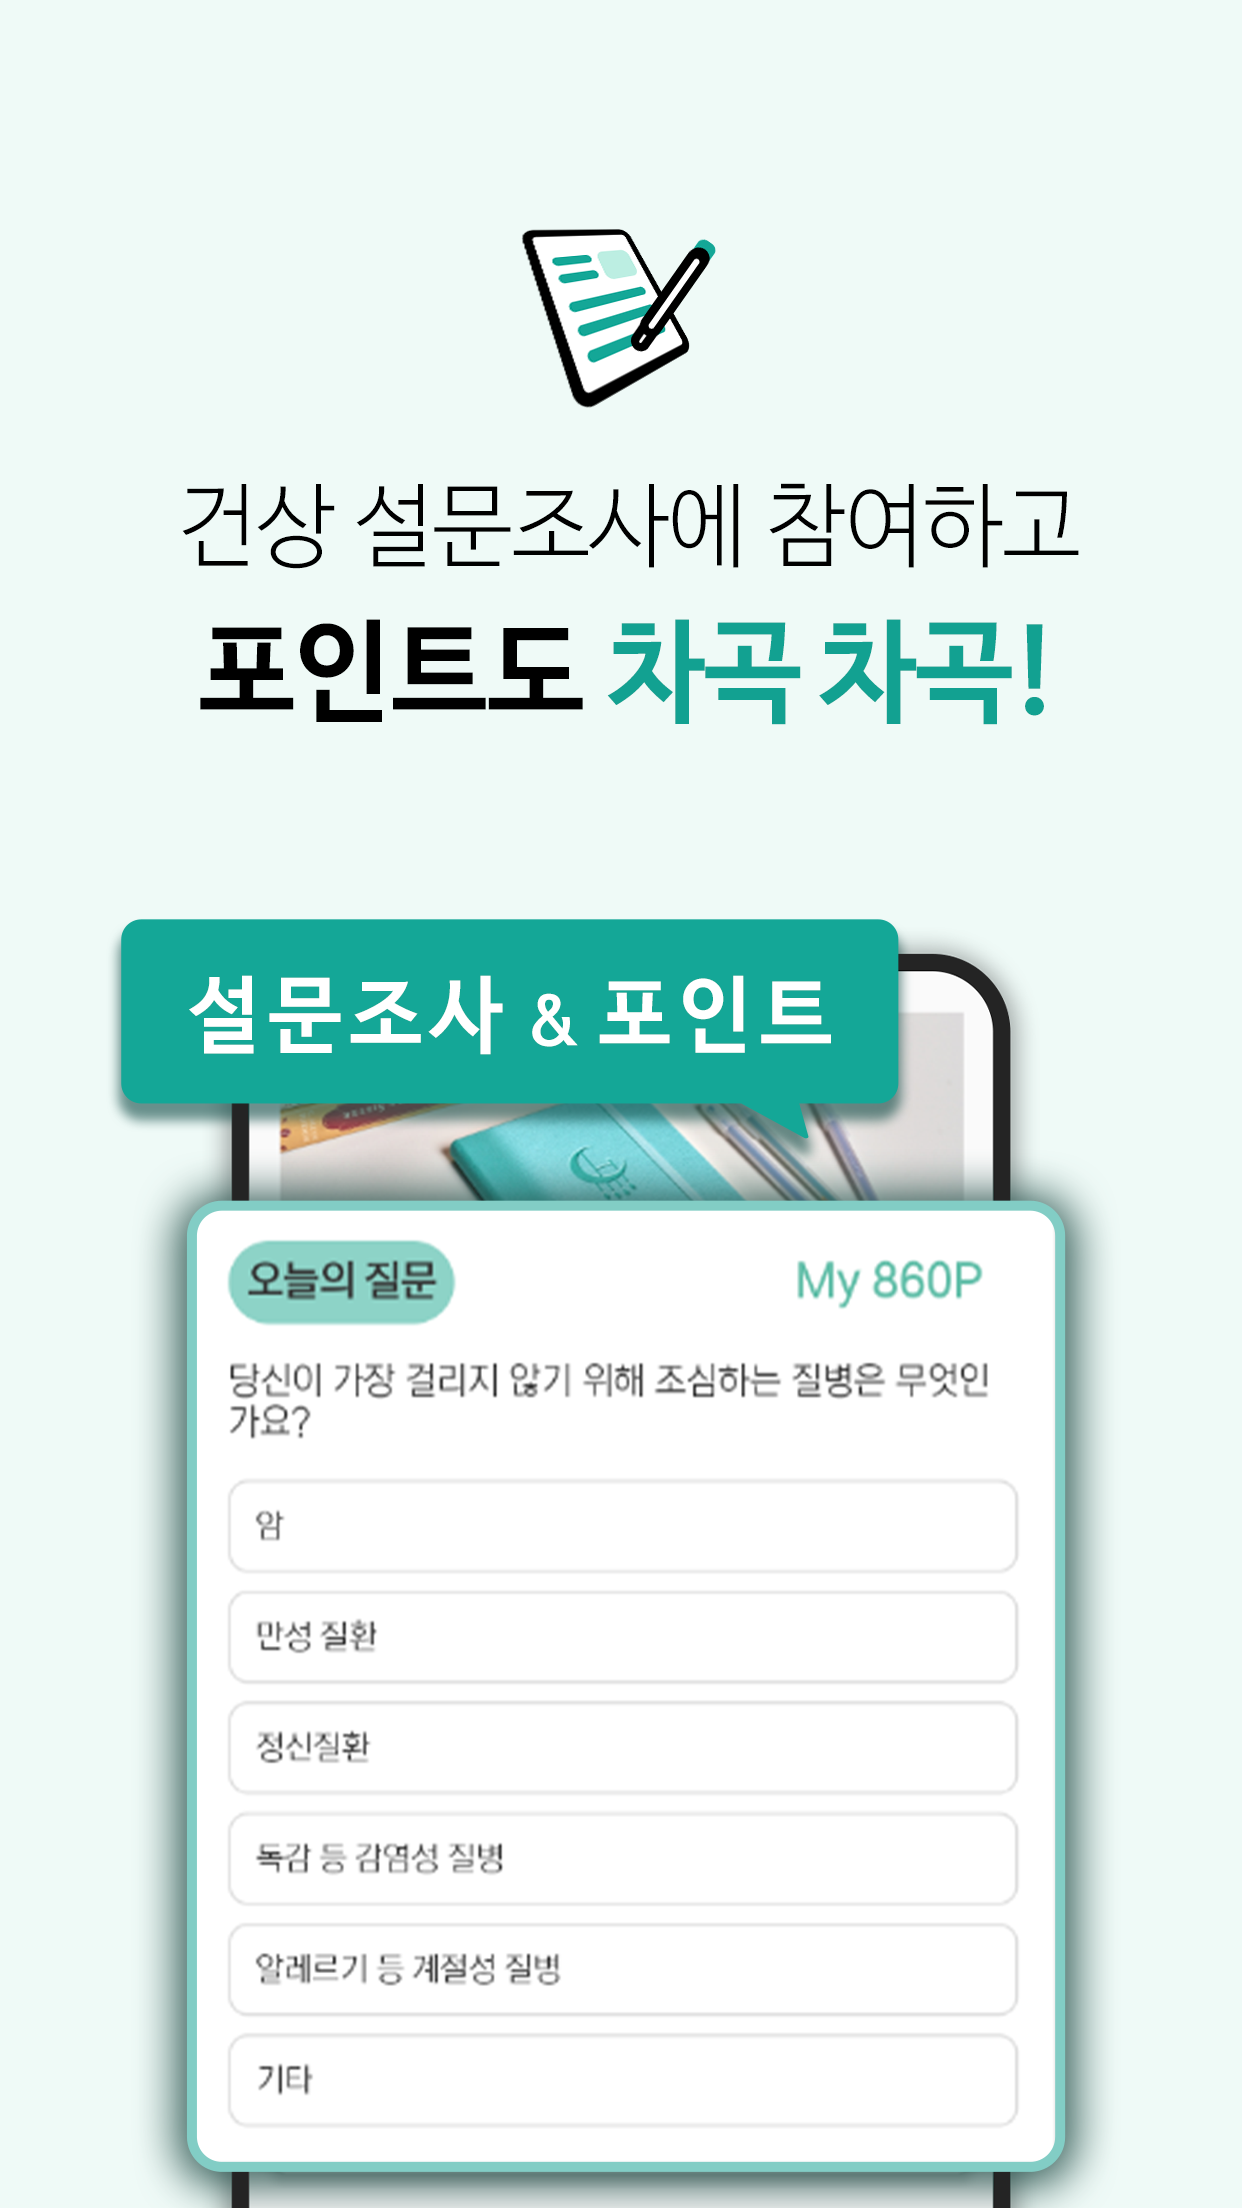 건상 설문조사에 참여하고
포인트도 차곡 차곡!
설문조사 & 포인트
오늘의 질문
My 860P
당신이 가장 걸리지 않기 위해 조심하는 질병은 무엇인
가요?
암
만성 질환
정신질환
독감 등 감염성 질병
알레르기 등 계절성 질병
기타